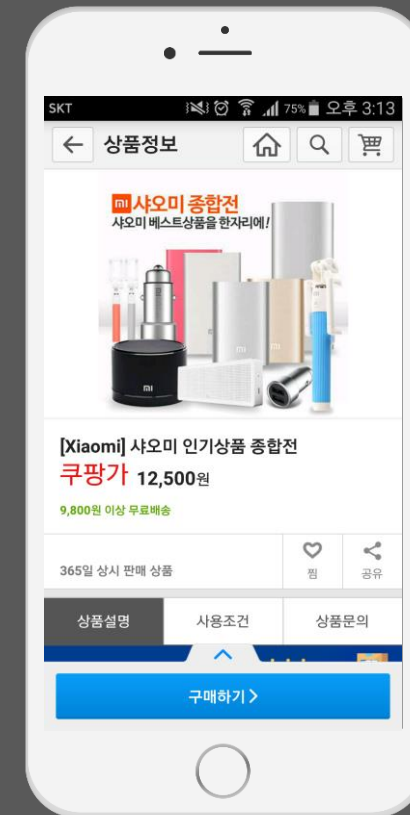 SKT 75% 오후 3:13
상품정보
mi 샤오미 종합전
샤오미 베스트상품을 한자리에!
mi
mi
mi
[Xiaomi] 샤오미 인기상품 종합전
쿠팡가 12,500원
9,800원 이상 무료배송
365일 상시 판매 상품
찜
공유
상품설명
사용조건
상품문의
구매하기